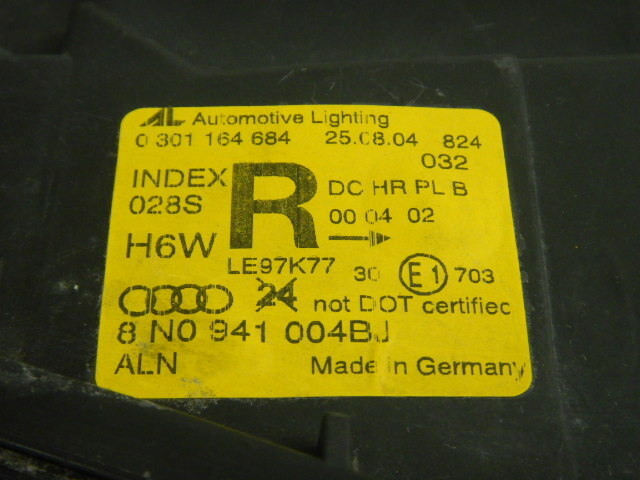 AL Automotive Lighting
0 301 164 684 25.08.04 824
032
INDEX R DC HR PL B
028S 00 04 02
H6W
LE97K77 30 E1 703
24 not DOT certified
8 N0 941 004BJ
ALN Made in Germany